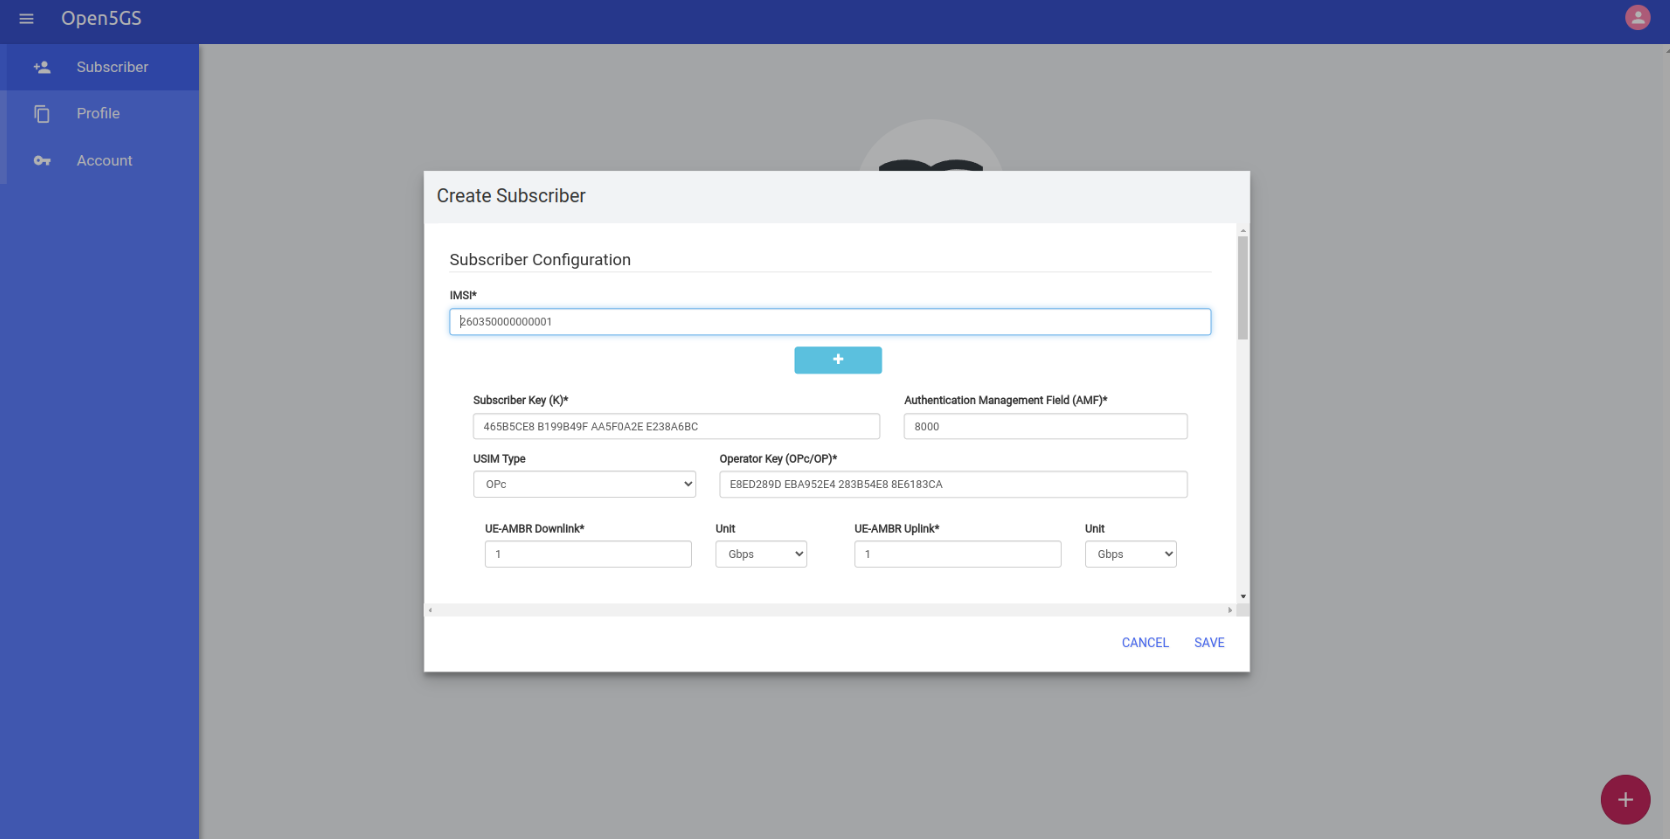 Open5GS
Subscriber
Profile
Account
Create Subscriber
Subscriber Configuration
IMSI*
260350000000001
+
Subscriber Key (K)*
Authentication Management Field (AMF)*
465B5CE8 B199B49F AA5F0A2E E238A6BC
8000
USIM Type
Operator Key (OPc/OP)*
OPc
E8ED289D EBA952E4 283B54E8 8E6183CA
UE-AMBR Downlink*
Unit
UE-AMBR Uplink*
Unit
1
Gbps
1
Gbps
CANCEL
SAVE
+